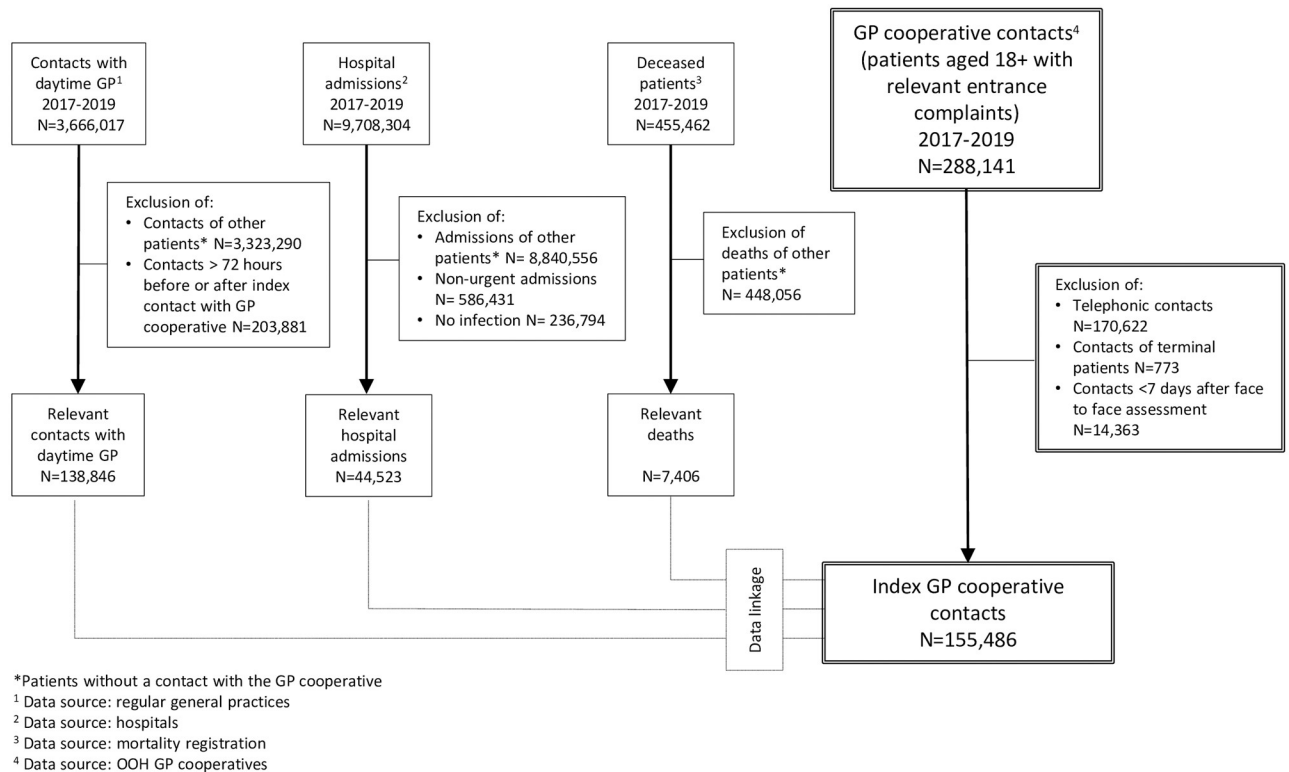 Contacts with
daytime GP¹
2017-2019
N=3,666,017
Hospital
admissions²
2017-2019
N=9,708,304
Deceased
patients³
2017-2019
N=455,462
GP cooperative contacts⁴
(patients aged 18+ with
relevant entrance
complaints)
2017-2019
N=288,141
Exclusion of:
• Contacts of other
patients* N=3,323,290
• Contacts > 72 hours
before or after index
contact with GP
cooperative N=203,881
Exclusion of:
• Admissions of other
patients* N= 8,840,556
• Non-urgent admissions
N= 586,431
• No infection N= 236,794
Exclusion of
deaths of other
patients*
N= 448,056
Exclusion of:
• Telephonic contacts
N=170,622
• Contacts of terminal
patients N=773
• Contacts <7 days after face
to face assessment
N=14,363
Relevant
contacts with
daytime GP
N=138,846
Relevant
hospital
admissions
N=44,523
Relevant
deaths
N=7,406
Data linkage
Index GP cooperative
contacts
N=155,486
*Patients without a contact with the GP cooperative
¹ Data source: regular general practices
² Data source: hospitals
³ Data source: mortality registration
⁴ Data source: OOH GP cooperatives